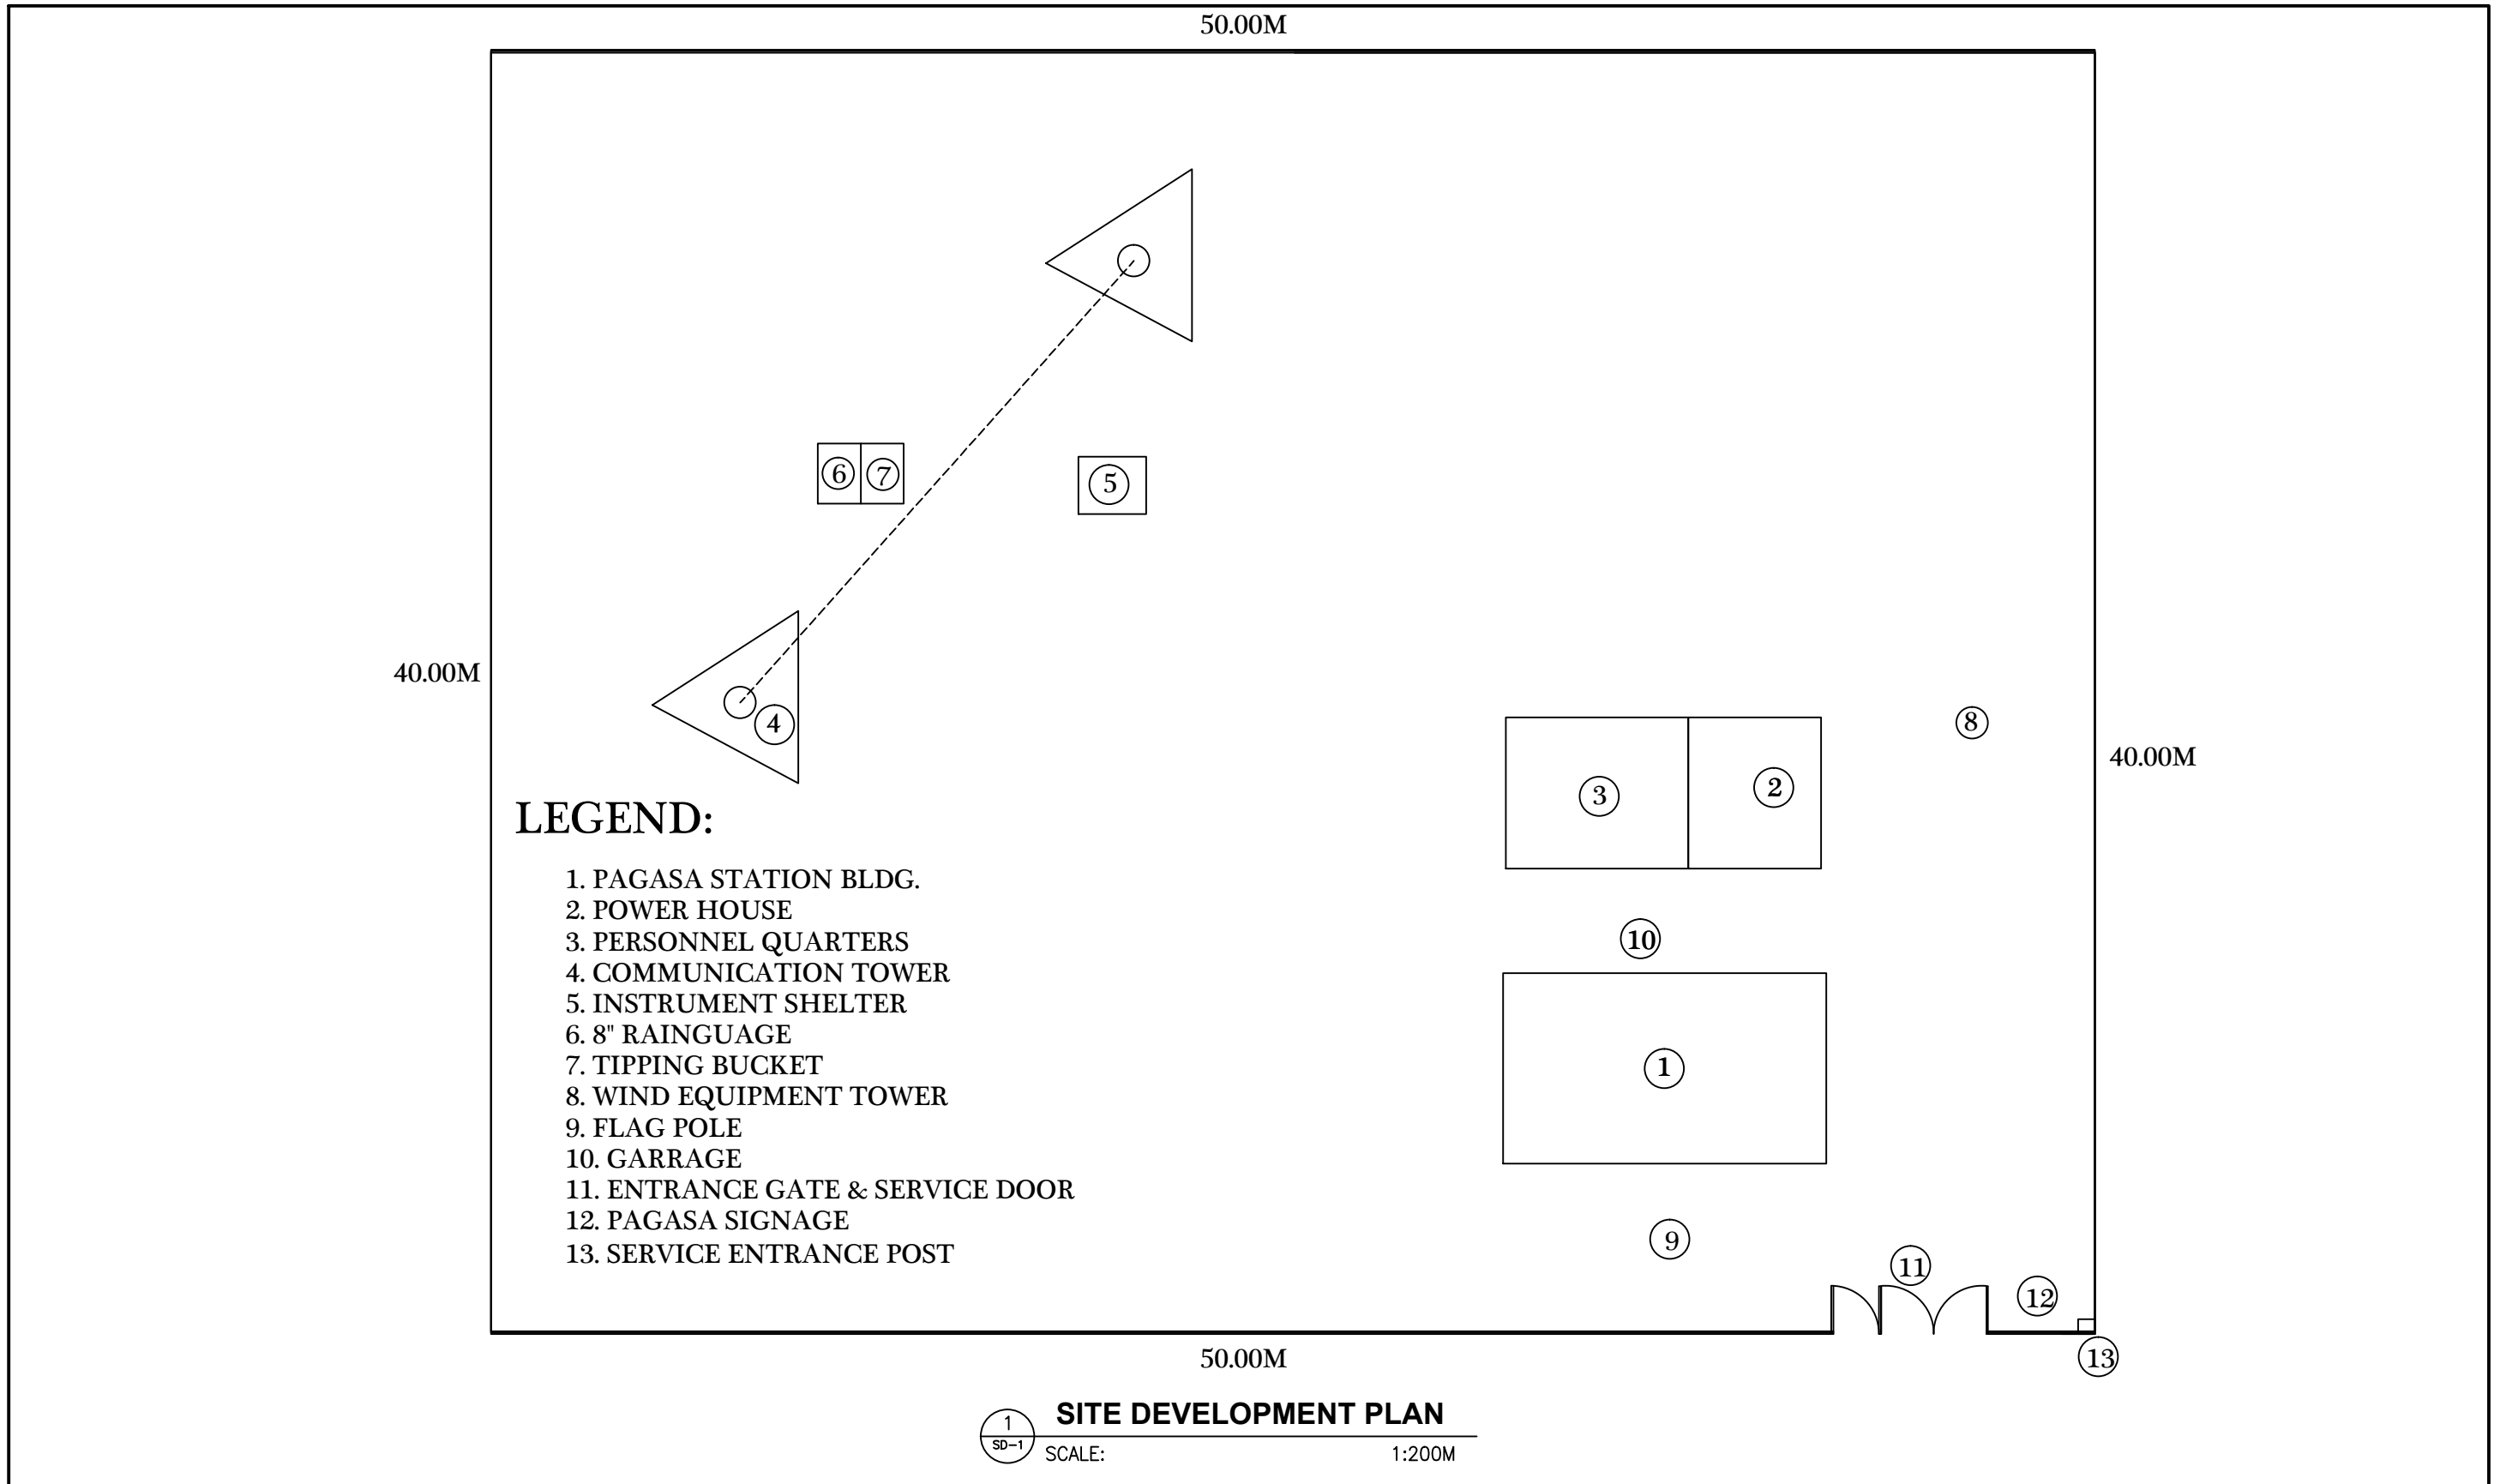 50.00M
6
7
5
4
40.00M
8
40.00M
3
2
LEGEND:
1. PAGASA STATION BLDG.
2. POWER HOUSE
3. PERSONNEL QUARTERS
4. COMMUNICATION TOWER
5. INSTRUMENT SHELTER
6. 8" RAINGUAGE
7. TIPPING BUCKET
8. WIND EQUIPMENT TOWER
9. FLAG POLE
10. GARRAGE
11. ENTRANCE GATE & SERVICE DOOR
12. PAGASA SIGNAGE
13. SERVICE ENTRANCE POST
10
1
9
11
12
13
50.00M
1
SD-1
SITE DEVELOPMENT PLAN
SCALE: 1:200M